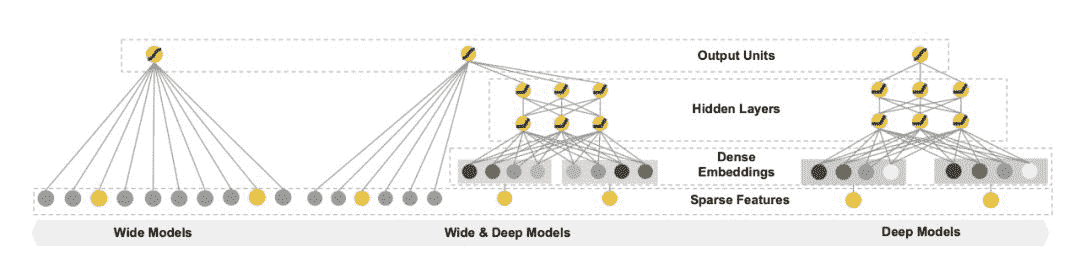 Output Units
Hidden Layers
Dense
Embeddings
Sparse Features
Wide Models
Wide & Deep Models
Deep Models